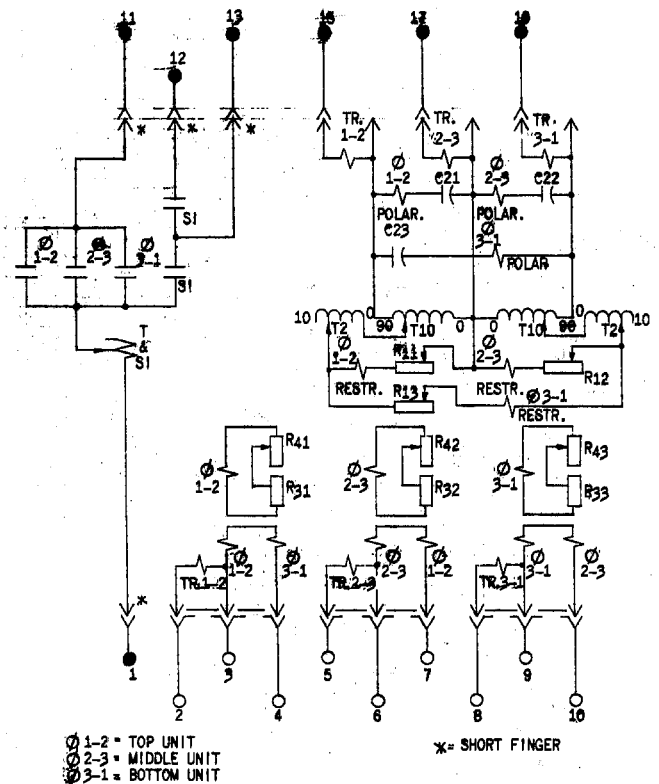 11 13 15 17 19
12
* * *
TR. 1-2 TR. 2-3 TR. 3-1
Ø 1-2 C21 Ø 2-3 C22
SI
POLAR. POLAR.
C23 Ø 3-1
POLAR
Ø 1-2 Ø 2-3 Ø 3-1 SI
0 0
10 T2 90 T10 0 0 T10 90 T2 10
T & SI
Ø 1-2 R11 Ø 2-3
RESTR. RESTR. R12
R13 Ø 3-1
RESTR.
R41 R42 R43
Ø 1-2 Ø 2-3 Ø 3-1
R31 R32 R33
Ø 1-2 Ø 3-1 Ø 2-3 Ø 1-2 Ø 3-1 Ø 2-3
TR.1-2 TR.2-3 TR.3-1
*
1 3 5 7 9
2 4 6 8 10
Ø 1-2 = TOP UNIT
Ø 2-3 = MIDDLE UNIT
Ø 3-1 = BOTTOM UNIT
*= SHORT FINGER